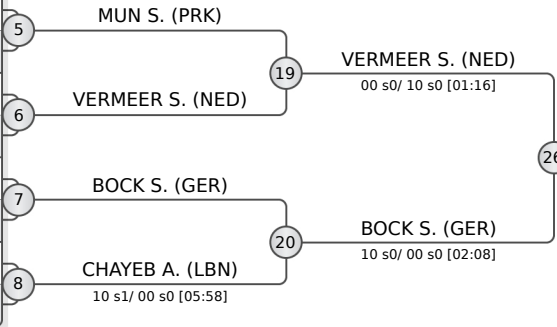 MUN S. (PRK)
5
VERMEER S. (NED)
19
00 s0/ 10 s0 [01:16]
VERMEER S. (NED)
6
BOCK S. (GER)
7
BOCK S. (GER)
20
10 s0/ 00 s0 [02:08]
CHAYEB A. (LBN)
8
10 s1/ 00 s0 [05:58]